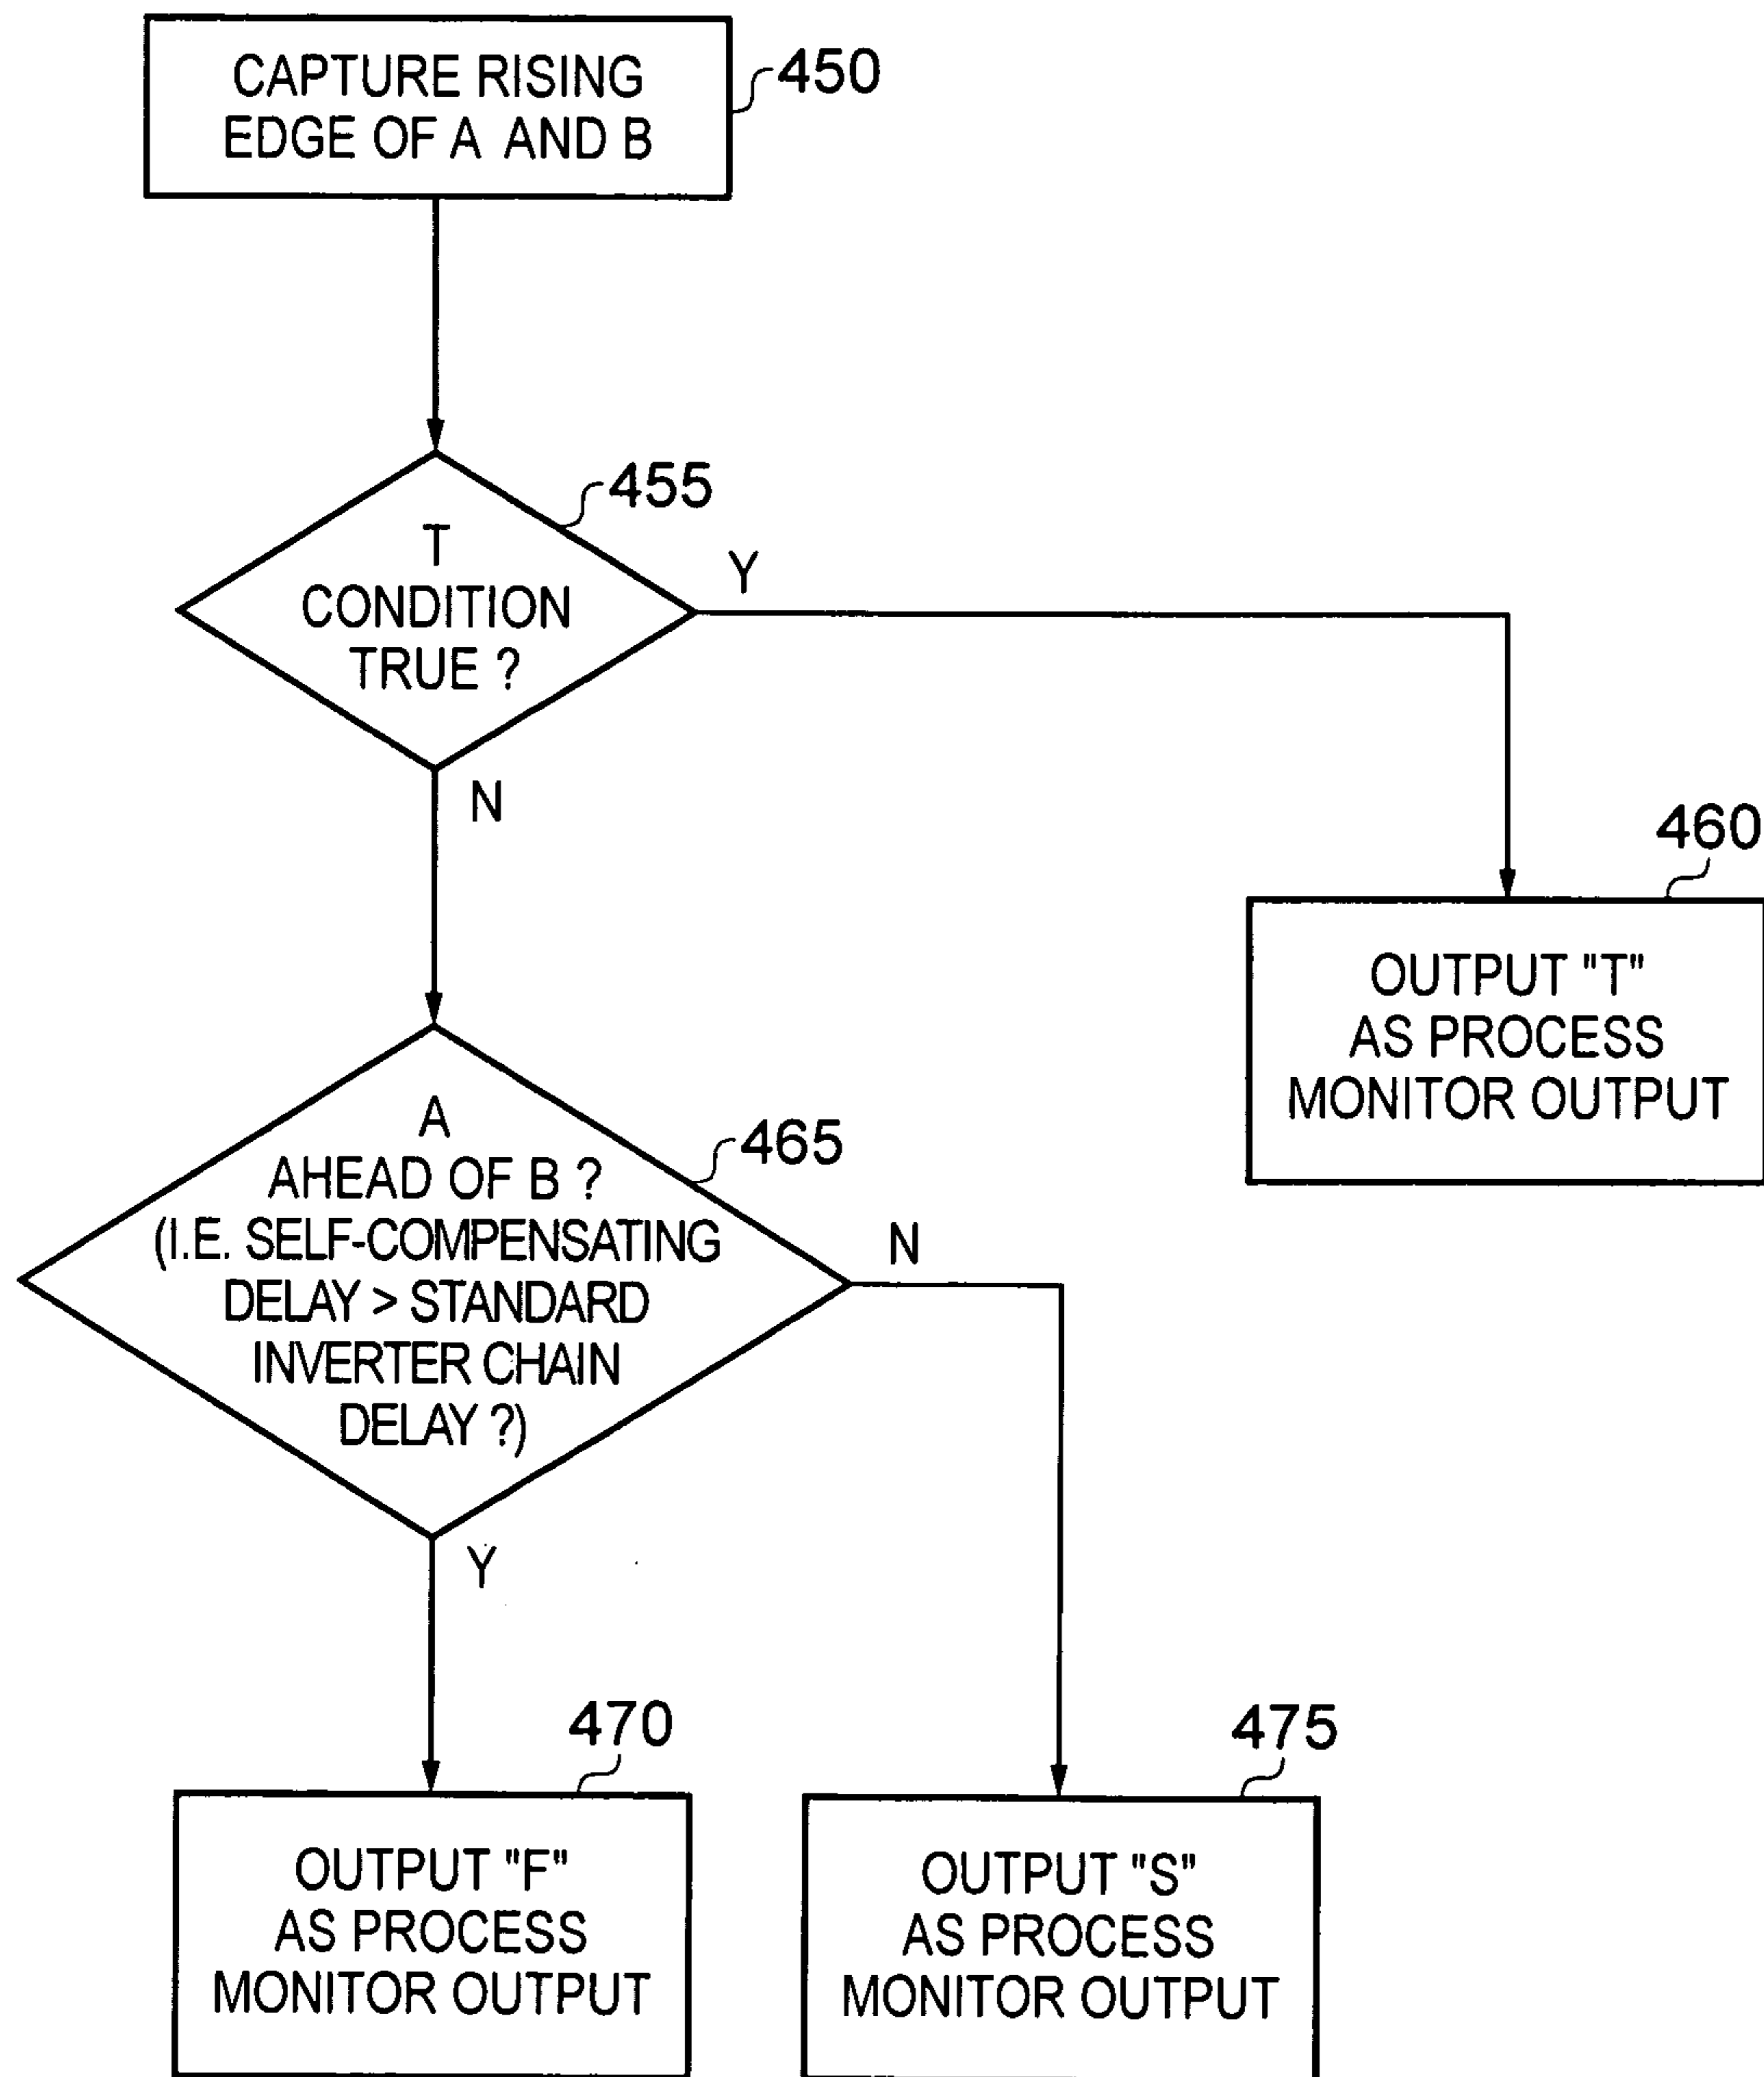 CAPTURE RISING
EDGE OF A AND B
450
455
T
CONDITION
TRUE ?
Y
N
460
OUTPUT "T"
AS PROCESS
MONITOR OUTPUT
465
A
AHEAD OF B ?
(I.E. SELF-COMPENSATING
DELAY > STANDARD
INVERTER CHAIN
DELAY ?)
N
Y
470
OUTPUT "F"
AS PROCESS
MONITOR OUTPUT
475
OUTPUT "S"
AS PROCESS
MONITOR OUTPUT